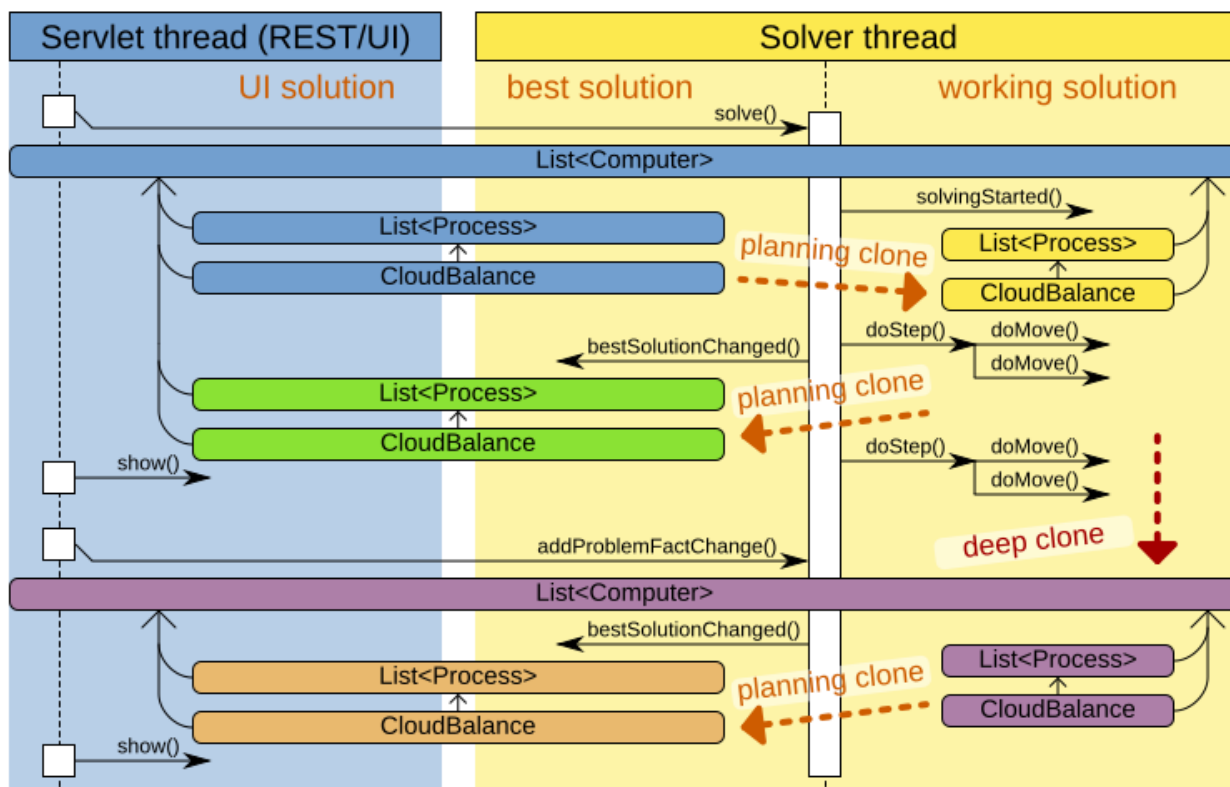 Servlet thread (REST/UI)
Solver thread
UI solution
best solution
working solution
solve()
List<Computer>
solvingStarted()
List<Process>
List<Process>
planning clone
CloudBalance
CloudBalance
doStep()
doMove()
bestSolutionChanged()
doMove()
List<Process>
planning clone
CloudBalance
doStep()
doMove()
show()
doMove()
addProblemFactChange()
deep clone
List<Computer>
bestSolutionChanged()
List<Process>
List<Process>
planning clone
CloudBalance
CloudBalance
show()